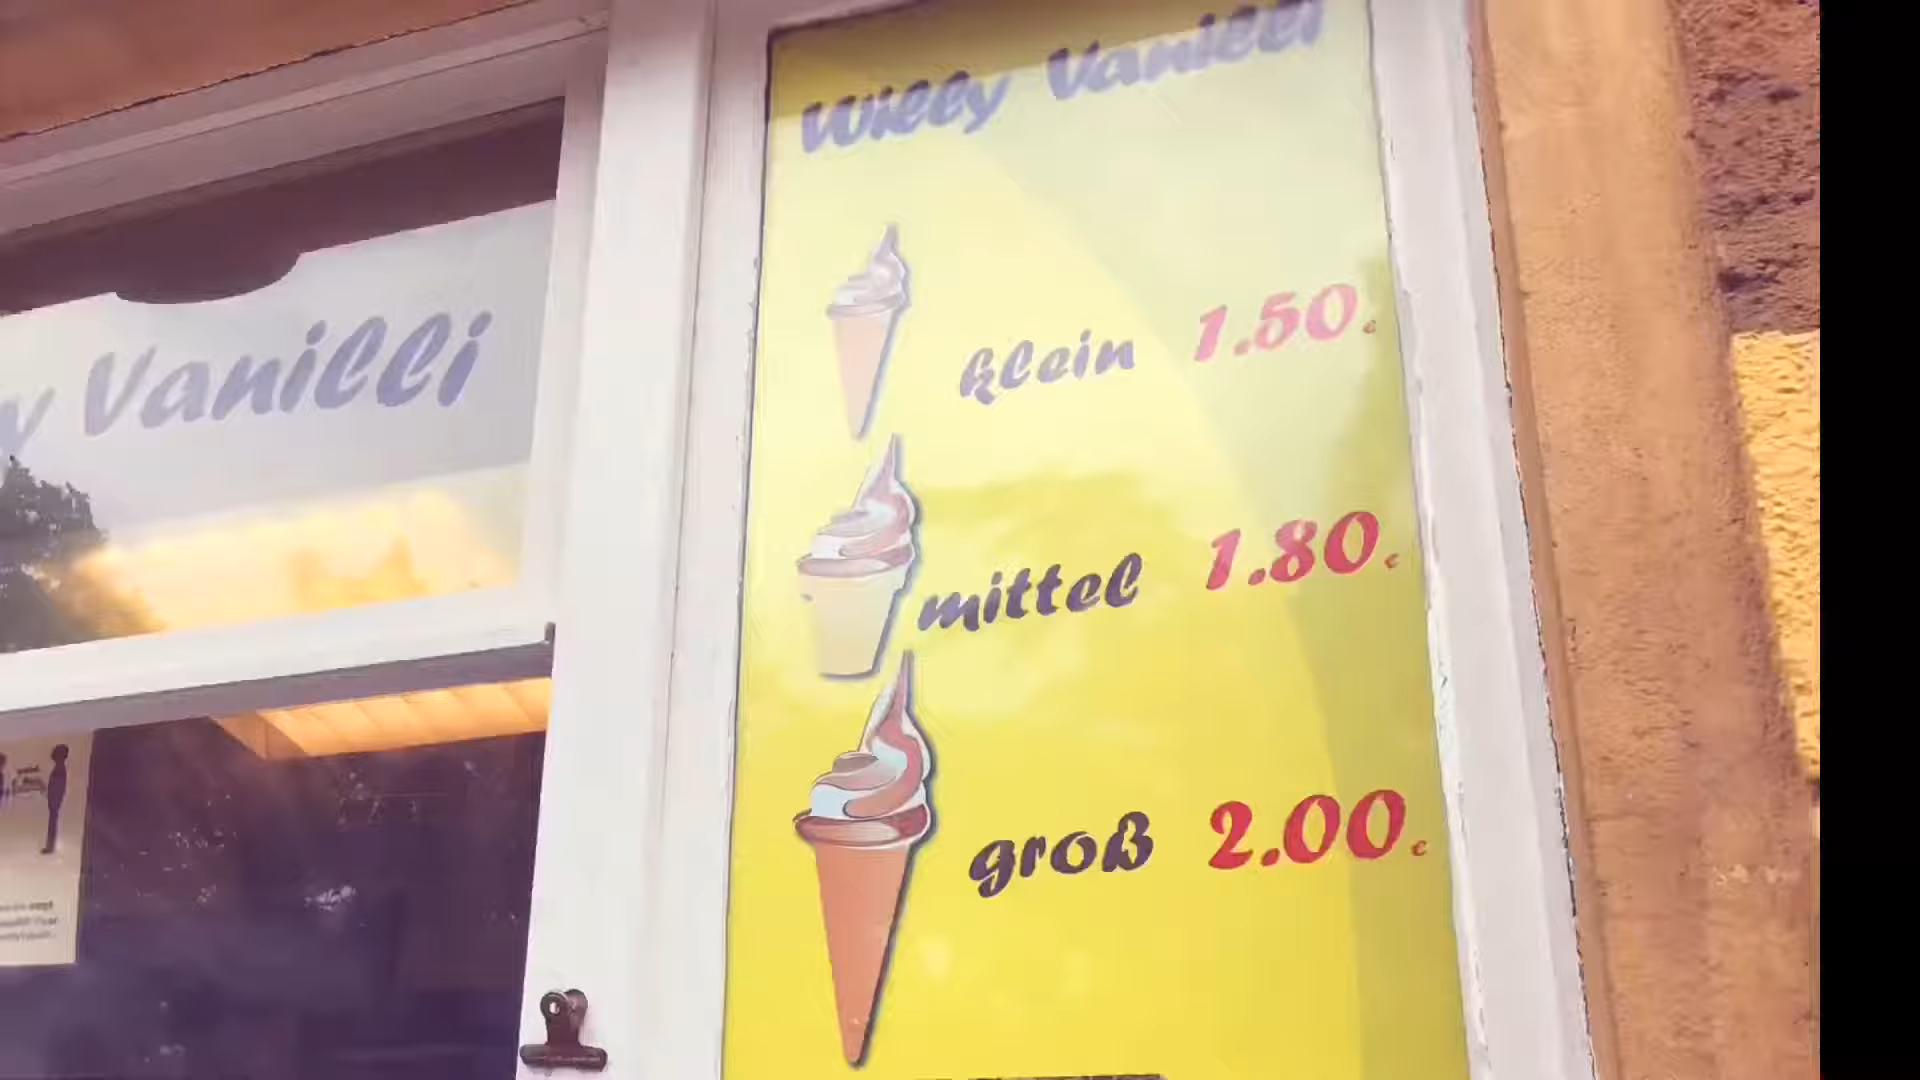 Willy Vanilli
y Vanilli
klein 1.50 €
mittel 1.80 €
groß 2.00 €